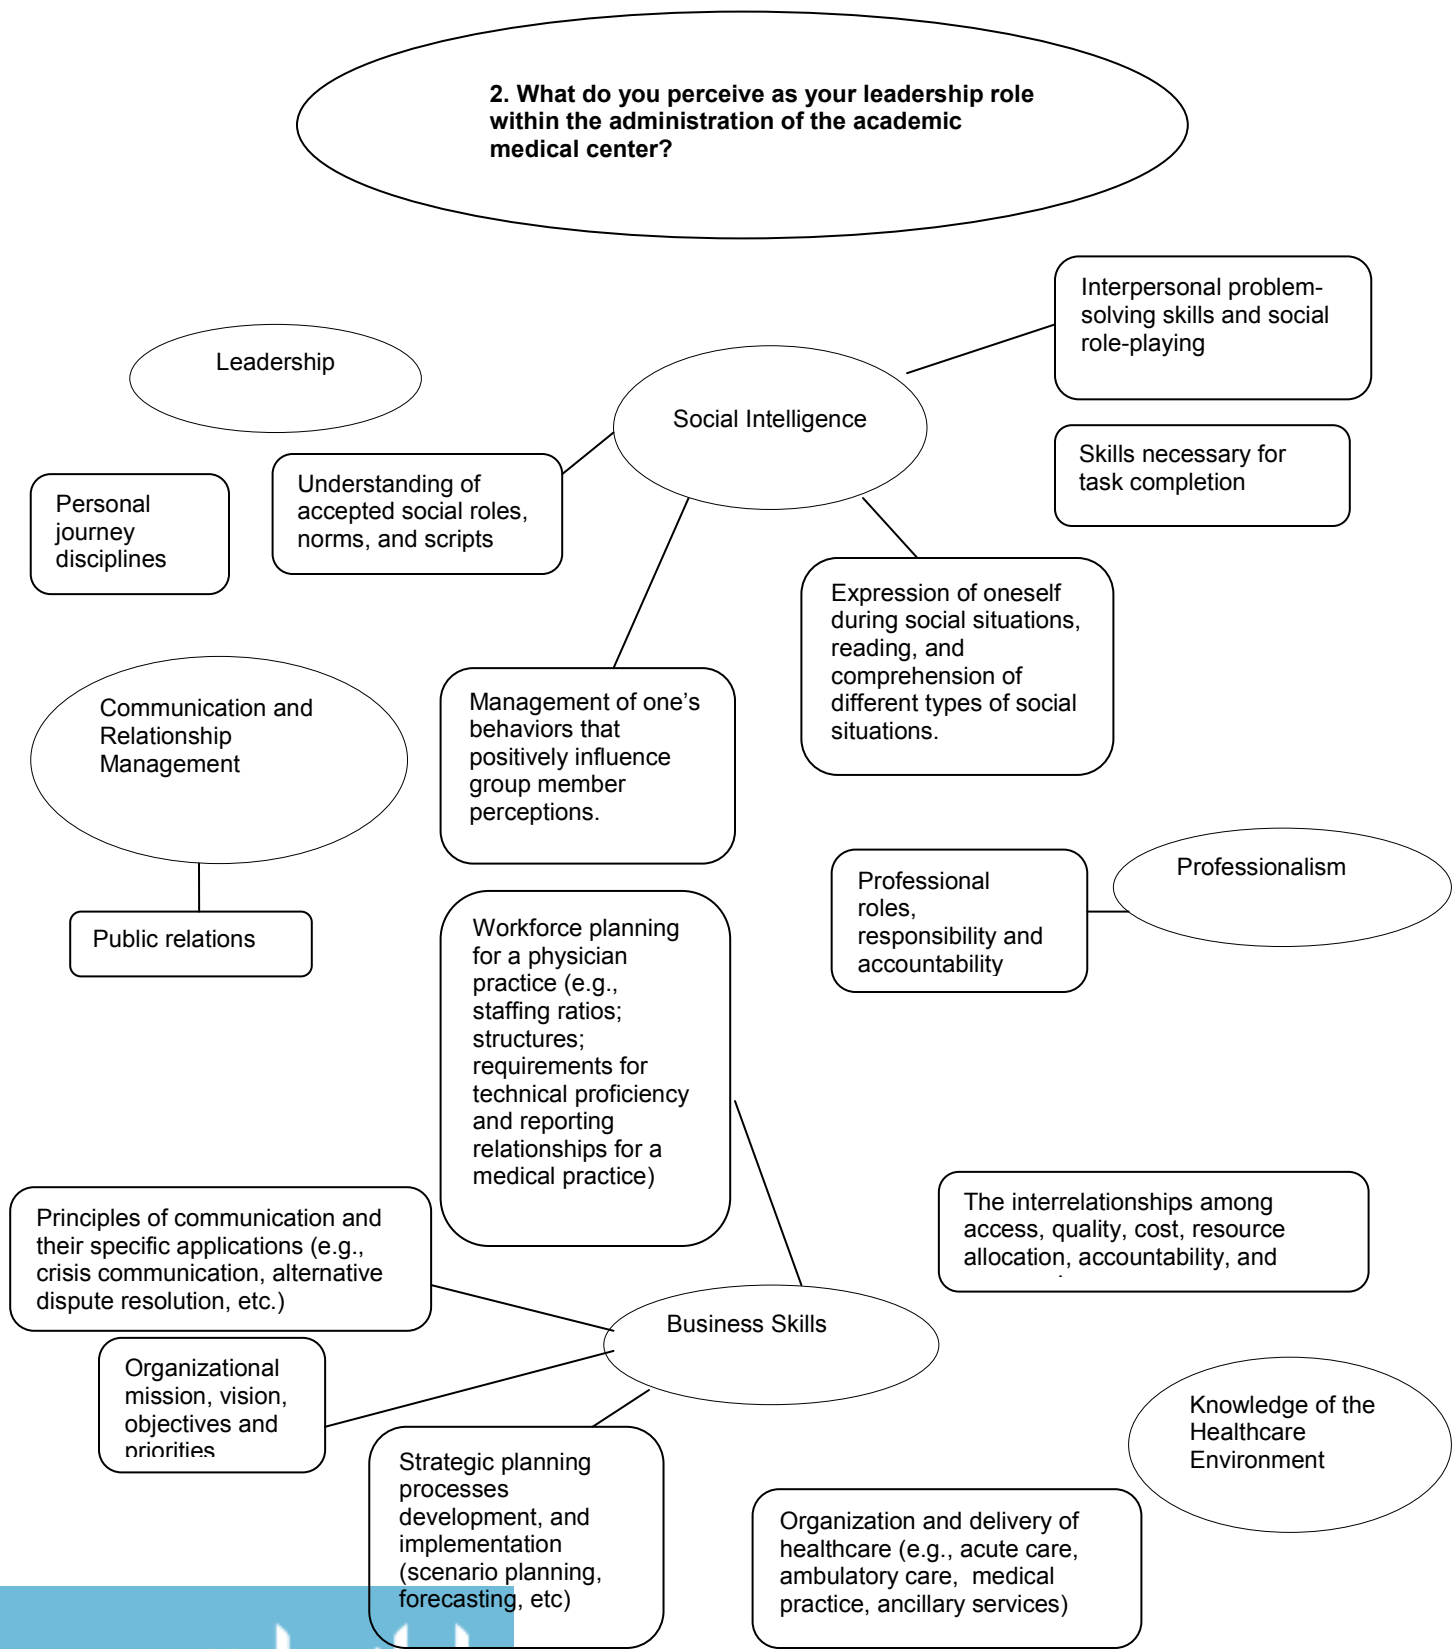 2. What do you perceive as your leadership role
within the administration of the academic
medical center?
Interpersonal problem-
solving skills and social
role-playing
Leadership
Social Intelligence
Skills necessary for
task completion
Understanding of
accepted social roles,
norms, and scripts
Personal
journey
disciplines
Expression of oneself
during social situations,
reading, and
comprehension of
different types of social
situations.
Communication and
Relationship
Management
Management of one’s
behaviors that
positively influence
group member
perceptions.
Professionalism
Professional
roles,
responsibility and
accountability
Public relations
Workforce planning
for a physician
practice (e.g.,
staffing ratios;
structures;
requirements for
technical proficiency
and reporting
relationships for a
medical practice)
The interrelationships among
access, quality, cost, resource
allocation, accountability, and
Principles of communication and
their specific applications (e.g.,
crisis communication, alternative
dispute resolution, etc.)
Business Skills
Organizational
mission, vision,
objectives and
priorities
Knowledge of the
Healthcare
Environment
Strategic planning
processes
development, and
implementation
(scenario planning,
forecasting, etc)
Organization and delivery of
healthcare (e.g., acute care,
ambulatory care,  medical
practice, ancillary services)